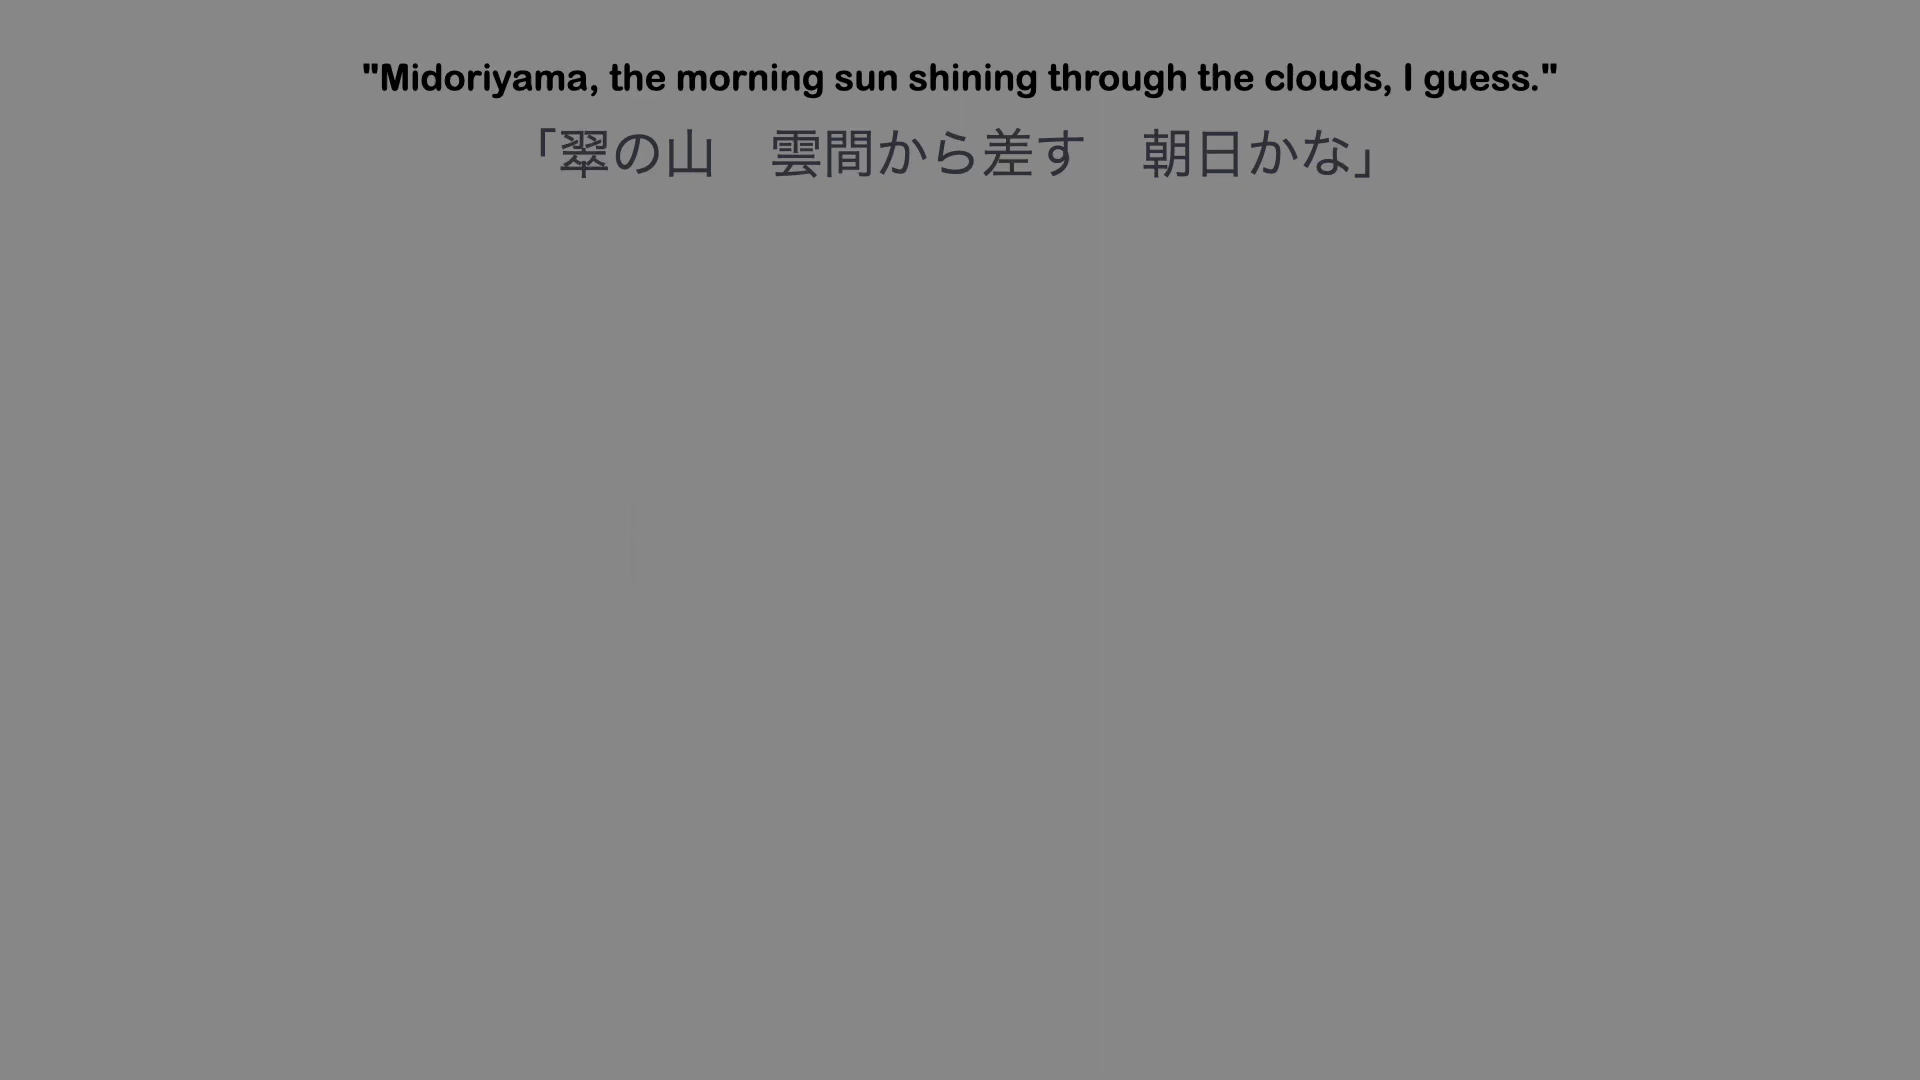 "Midoriyama, the morning sun shining through the clouds, I guess."
「翠の山　雲間から差す　朝日かな」